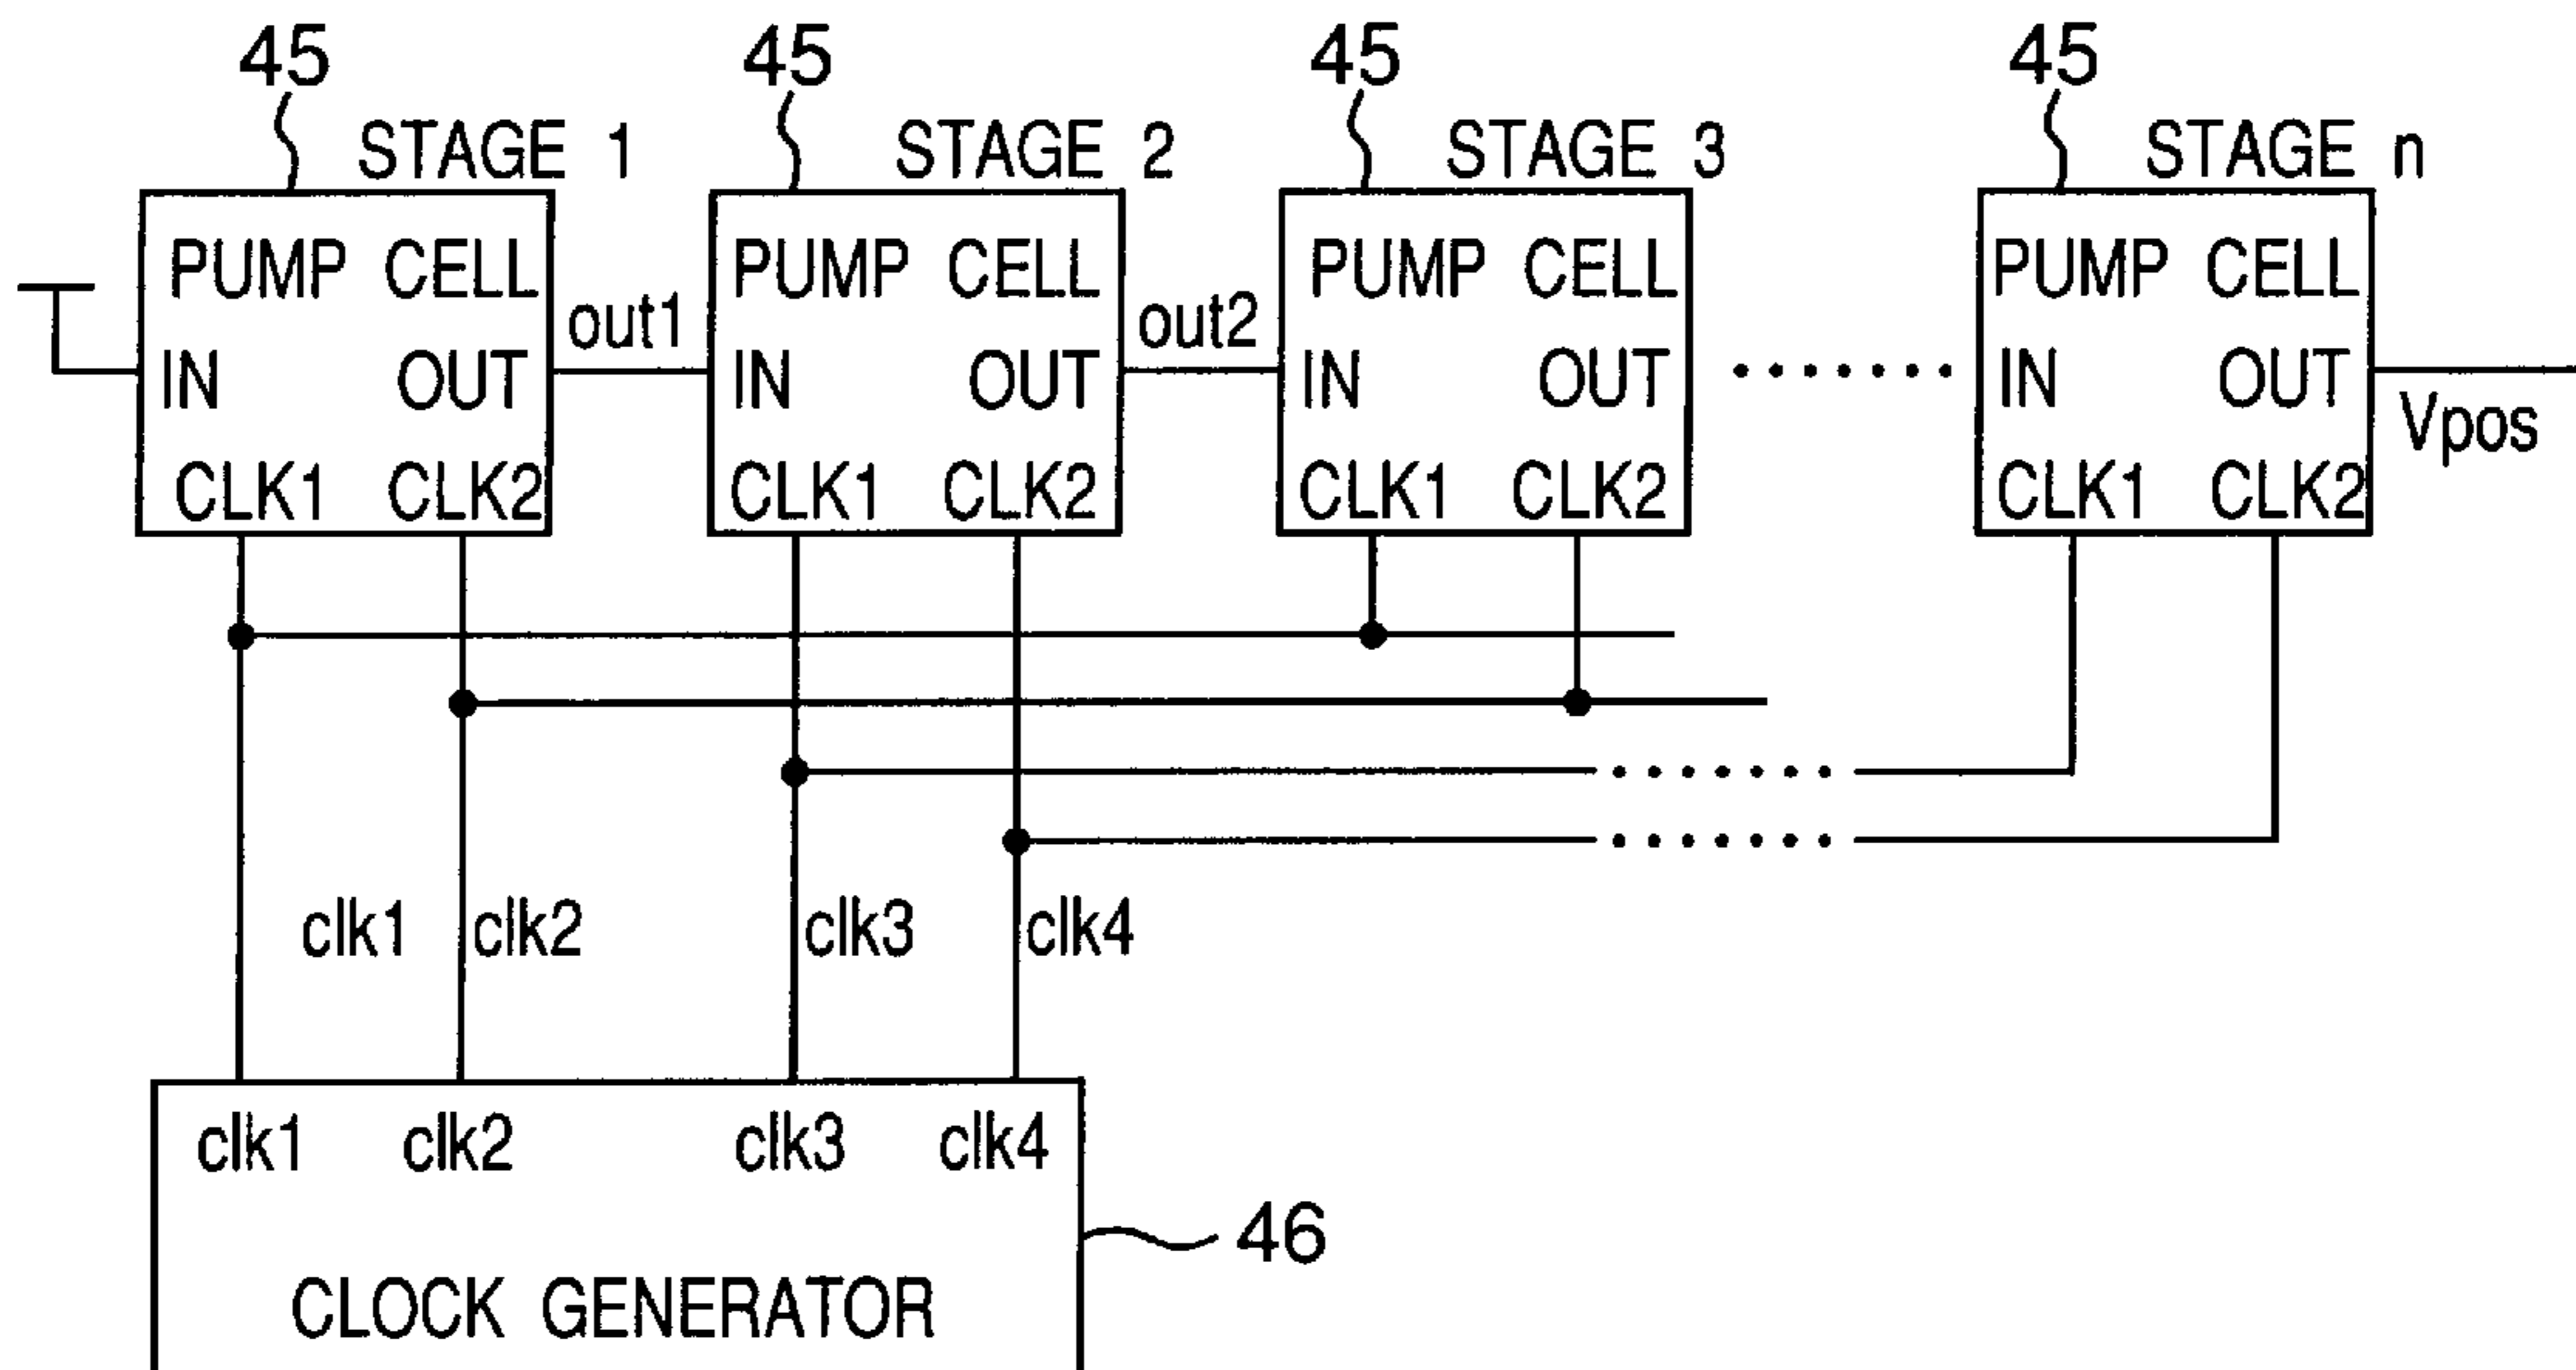 45 45 45 45
STAGE 1 STAGE 2 STAGE 3 STAGE n
PUMP CELL PUMP CELL PUMP CELL PUMP CELL
out1 out2
IN OUT IN OUT IN OUT IN OUT
Vpos
CLK1 CLK2 CLK1 CLK2 CLK1 CLK2 CLK1 CLK2
clk1 clk2 clk3 clk4
clk1 clk2 clk3 clk4
46
CLOCK GENERATOR